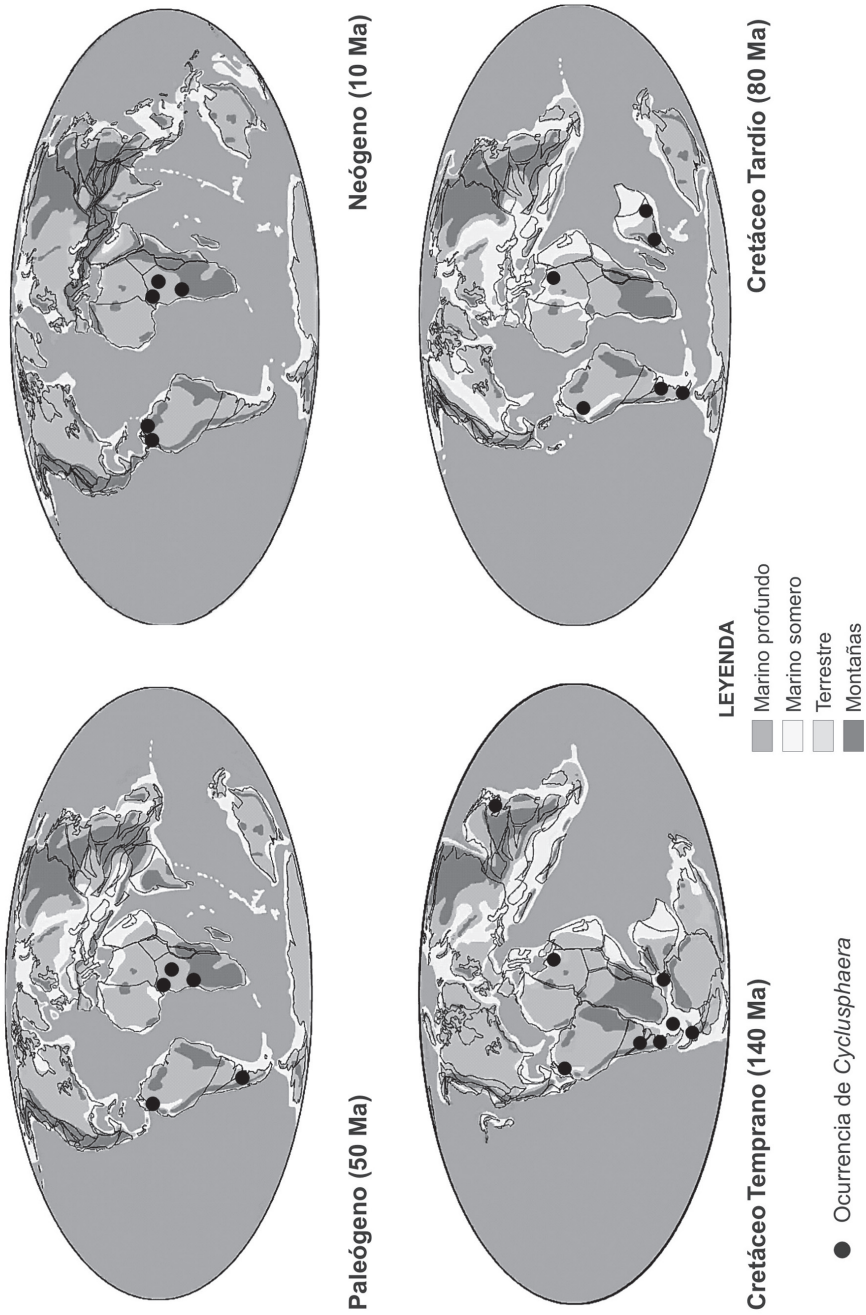 Neógeno (10 Ma)
Paleógeno (50 Ma)
Cretáceo Tardío (80 Ma)
Cretáceo Temprano (140 Ma)
LEYENDA
Marino profundo
Marino somero
Terrestre
Montañas
Ocurrencia de Cyclusphaera